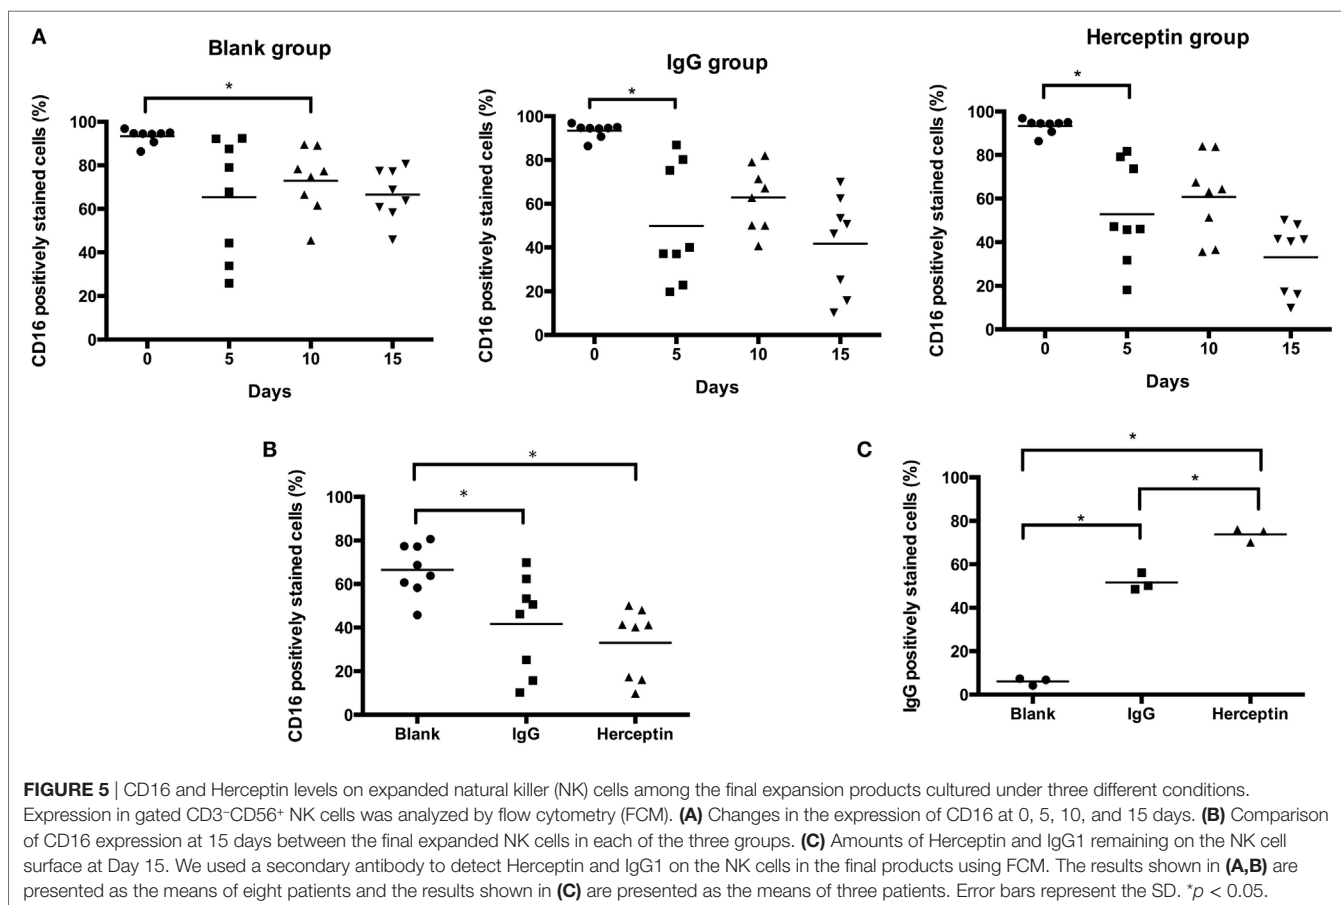 A
Blank group
CD16 positively stained cells (%)
*
100
80
60
40
20
0
0 5 10 15
Days
IgG group
CD16 positively stained cells (%)
*
100
80
60
40
20
0
0 5 10 15
Days
Herceptin group
CD16 positively stained cells (%)
*
100
80
60
40
20
0
0 5 10 15
Days
B
CD16 positively stained cells (%)
*
*
100
80
60
40
20
0
Blank IgG Herceptin
C
IgG positively stained cells (%)
*
*
*
100
80
60
40
20
0
Blank IgG Herceptin
FIGURE 5 | CD16 and Herceptin levels on expanded natural killer (NK) cells among the final expansion products cultured under three different conditions.
Expression in gated CD3⁻CD56⁺ NK cells was analyzed by flow cytometry (FCM). (A) Changes in the expression of CD16 at 0, 5, 10, and 15 days. (B) Comparison
of CD16 expression at 15 days between the final expanded NK cells in each of the three groups. (C) Amounts of Herceptin and IgG1 remaining on the NK cell
surface at Day 15. We used a secondary antibody to detect Herceptin and IgG1 on the NK cells in the final products using FCM. The results shown in (A,B) are
presented as the means of eight patients and the results shown in (C) are presented as the means of three patients. Error bars represent the SD. *p < 0.05.